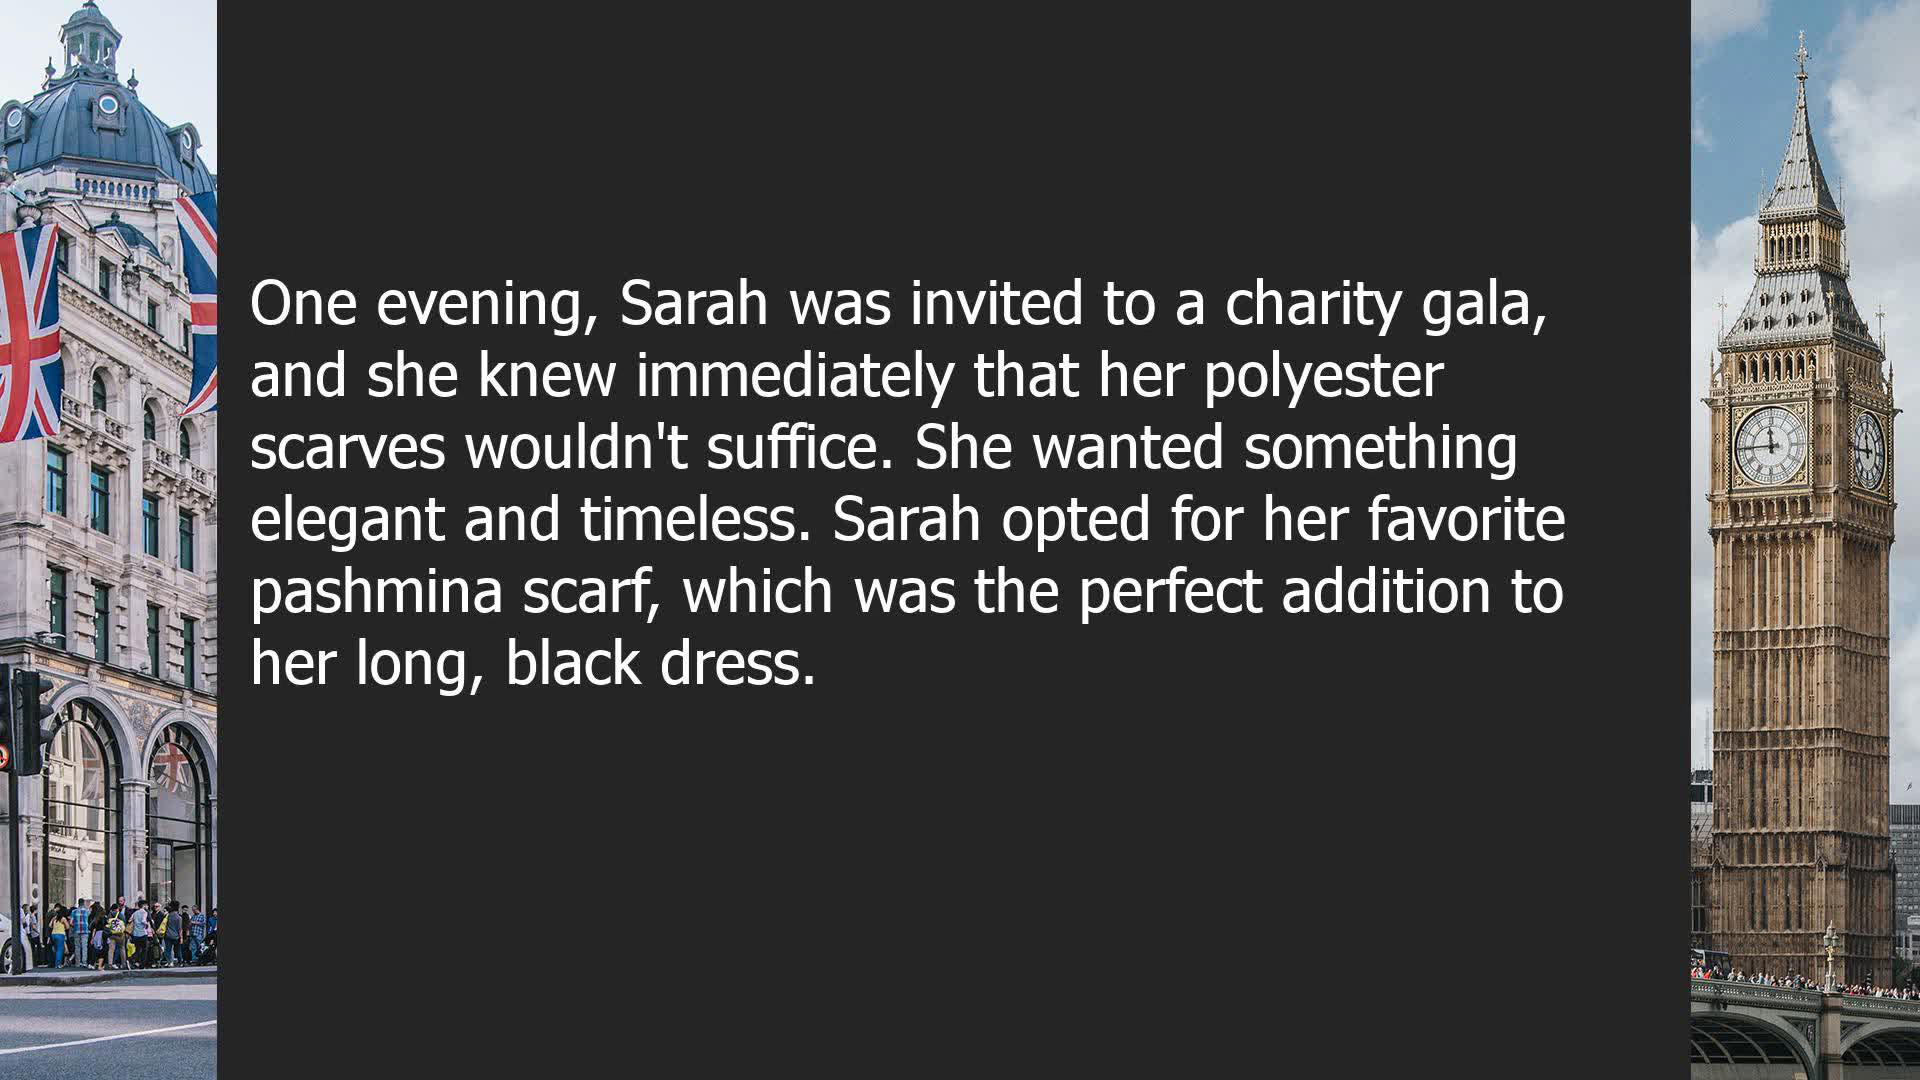 One evening, Sarah was invited to a charity gala,
and she knew immediately that her polyester
scarves wouldn't suffice. She wanted something
elegant and timeless. Sarah opted for her favorite
pashmina scarf, which was the perfect addition to
her long, black dress.